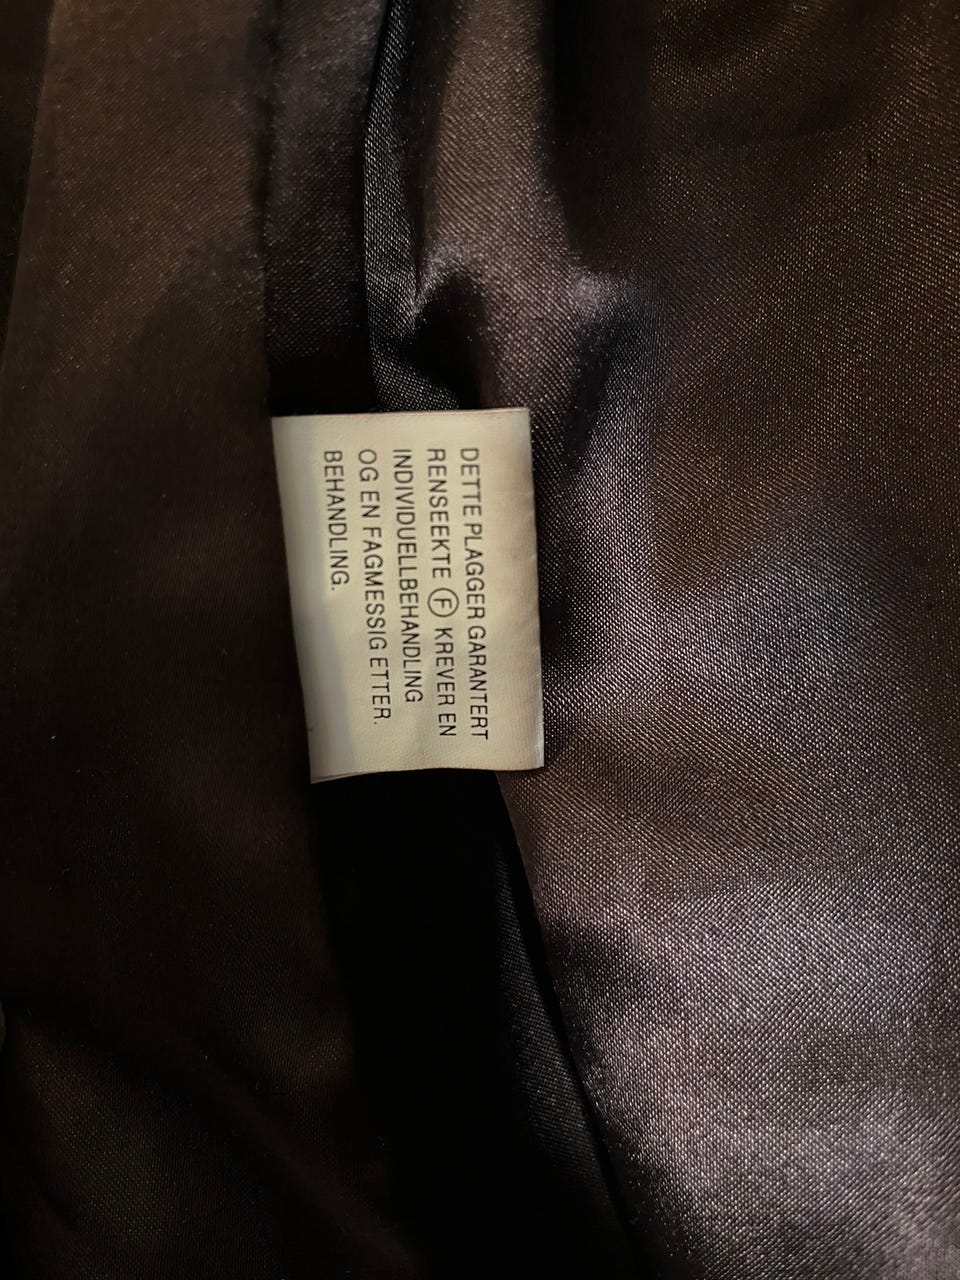 DETTE PLAGGER GARANTERT
RENSEEKTE Ⓕ KREVER EN
INDIVIDUELLBEHANDLING
OG EN FAGMESSIG ETTER.
BEHANDLING.